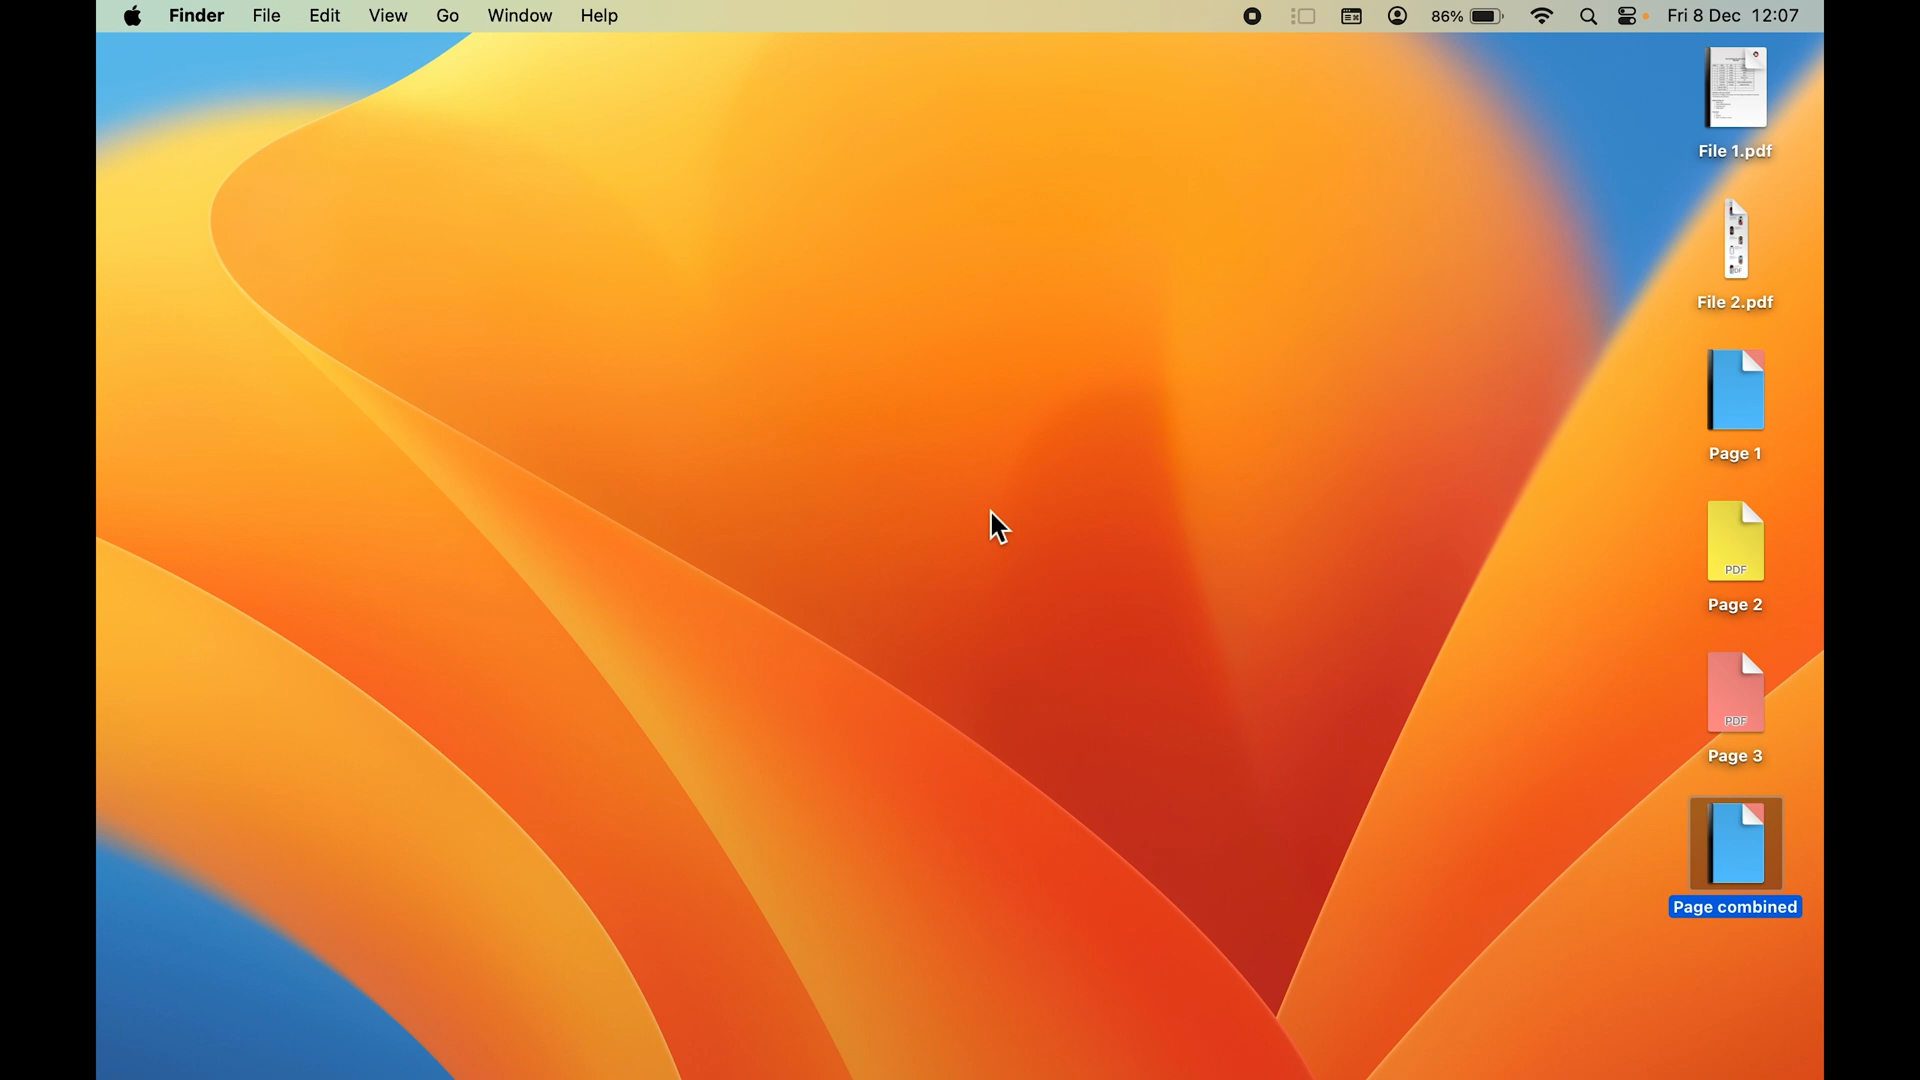 Finder File Edit View Go Window Help 86% Fri 8 Dec 12:07
File 1.pdf
File 2.pdf
Page 1
PDF
Page 2
PDF
Page 3
Page combined